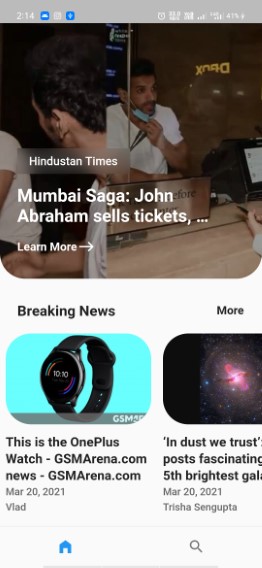 2:14
41%
Hindustan Times
Mumbai Saga: John
Abraham sells tickets, ...
Learn More
Breaking News
More
GSMA
This is the OnePlus
Watch - GSMArena.com
news - GSMArena.com
Mar 20, 2021
Vlad
'In dust we trust':
posts fascinating
5th brightest gala
Mar 20, 2021
Trisha Sengupta